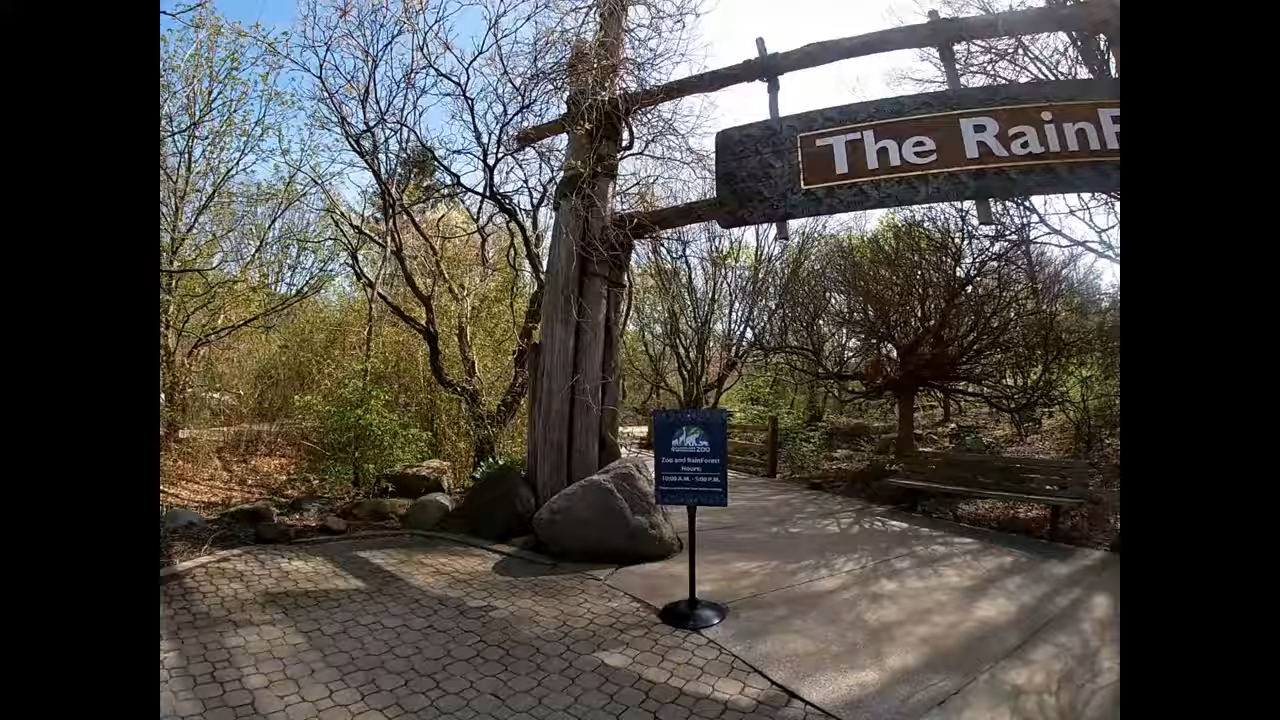 The RainF
ZOO
Zoo and RainForest
Hours:
10:00 A.M. - 5:00 P.M.